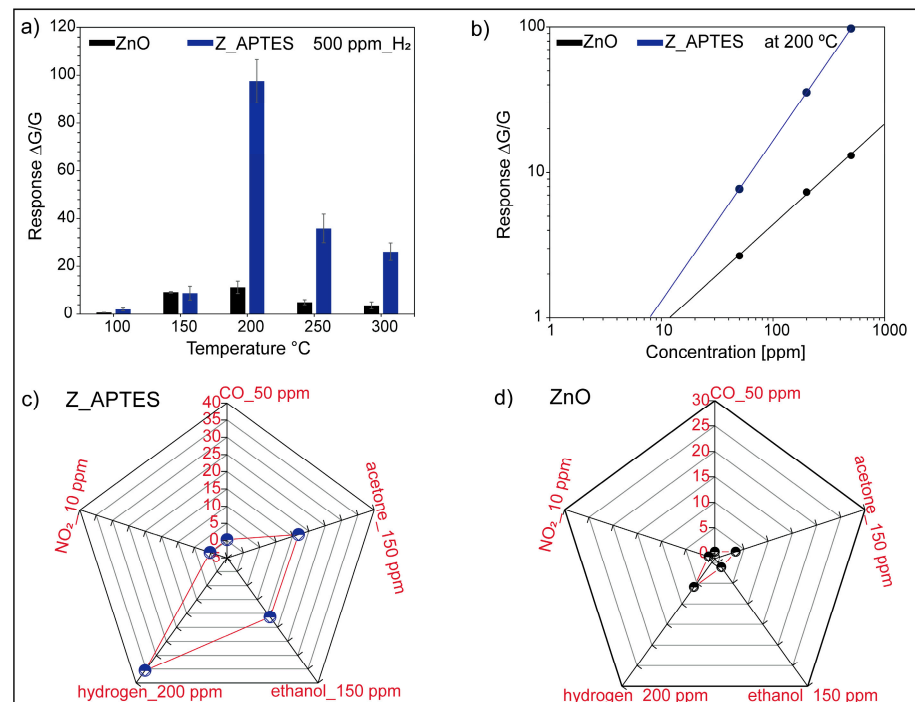 a)
ZnO Z_APTES 500 ppm_H₂
120
100
80
60
40
20
0
Response ΔG/G
100 150 200 250 300
Temperature °C
b)
ZnO Z_APTES at 200 ºC
100
10
1
Response ΔG/G
1 10 100 1000
Concentration [ppm]
c) Z_APTES
CO_50 ppm
40
35
30
25
20
15
10
5
0
-5
acetone_150 ppm
ethanol_150 ppm
hydrogen_200 ppm
NO₂_10 ppm
d) ZnO
CO_50 ppm
30
25
20
15
10
5
0
acetone_150 ppm
ethanol_150 ppm
hydrogen_200 ppm
NO₂_10 ppm